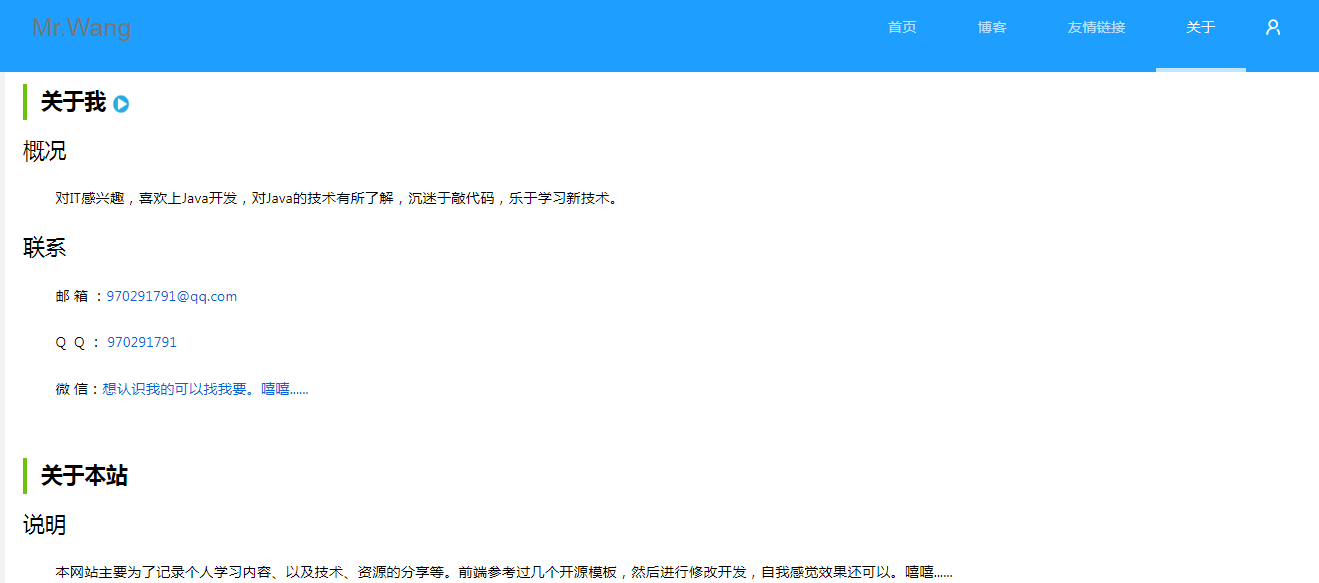 Mr.Wang
首页 博客 友情链接 关于
关于我
概况
对IT感兴趣，喜欢上Java开发，对Java的技术有所了解，沉迷于敲代码，乐于学习新技术。
联系
邮 箱 ：970291791@qq.com
Q Q ： 970291791
微 信：想认识我的可以找我要。嘻嘻......
关于本站
说明
本网站主要为了记录个人学习内容、以及技术、资源的分享等。前端参考过几个开源模板，然后进行修改开发，自我感觉效果还可以。嘻嘻......